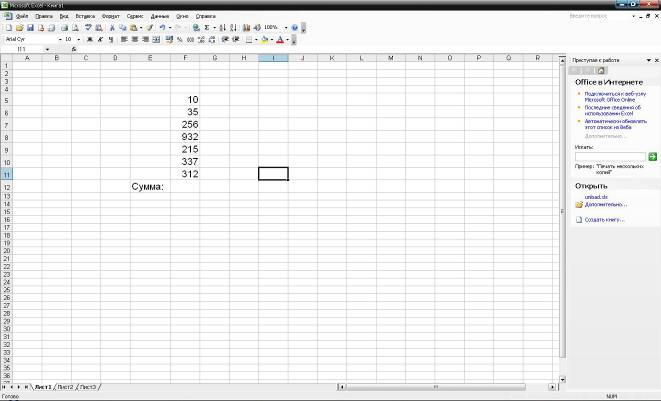 Microsoft Excel - Книга1
Файл Правка Вид Вставка Формат Сервис Данные Окно Справка
Введите вопрос
100%
Arial Cyr 10
I11 fx
A B C D E F G H I J K L M N O P Q R
1
2
3
4
5 10
6 35
7 256
8 932
9 215
10 337
11 312
12 Сумма:
13
14
15
16
17
18
19
20
21
22
23
24
25
26
27
28
29
30
31
32
33
34
35
36
Приступая к работе
Office в Интернете
Подключиться к веб-узлу
Microsoft Office Online
Последние сведения об
использовании Excel
Автоматически обновлять
этот список из Веба
Дополнительно...
Искать:
Пример: "Печать нескольких
копий"
Открыть
Дополнительно...
Создать книгу...
Лист1 Лист2 Лист3
Готово
NUM